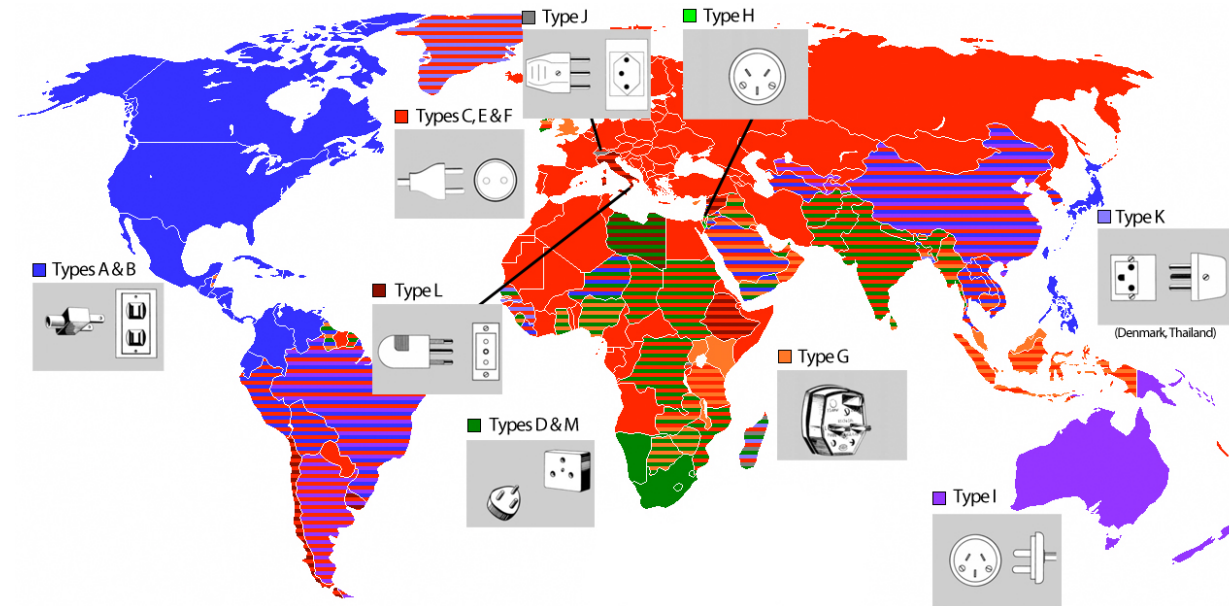 Type J
Type H
Types C, E & F
Type K
(Denmark, Thailand)
Types A & B
Type L
Type G
Types D & M
Type I